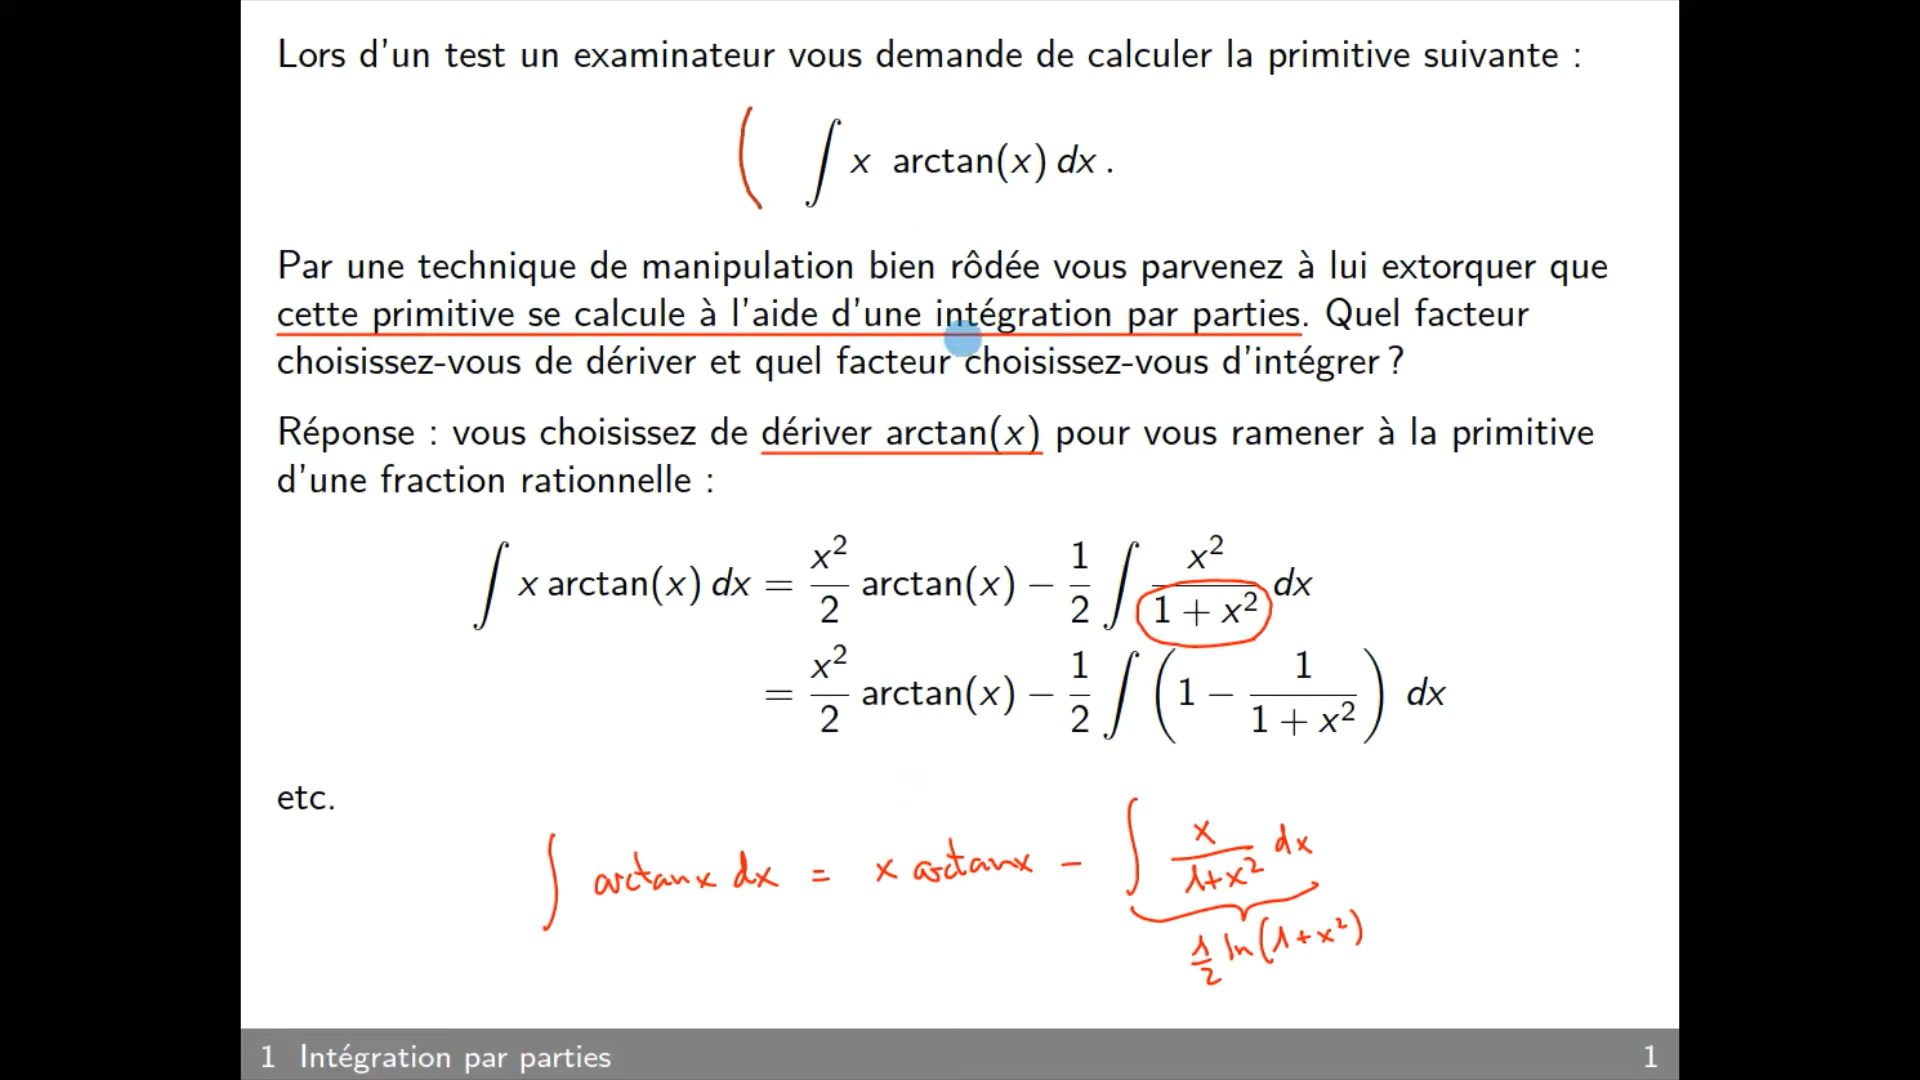 Lors d'un test un examinateur vous demande de calculer la primitive suivante :
( ∫ x arctan(x) dx .
Par une technique de manipulation bien rôdée vous parvenez à lui extorquer que
cette primitive se calcule à l'aide d'une intégration par parties. Quel facteur
choisissez-vous de dériver et quel facteur choisissez-vous d'intégrer ?
Réponse : vous choisissez de dériver arctan(x) pour vous ramener à la primitive
d'une fraction rationnelle :
∫ x arctan(x) dx = x²/2 arctan(x) − 1/2 ∫ x²/(1 + x²) dx
= x²/2 arctan(x) − 1/2 ∫ (1 − 1/(1 + x²)) dx
etc.
∫ arctanx dx = x arctanx − ∫ x/(1+x²) dx
1/2 ln(1+x²)
1 Intégration par parties 1